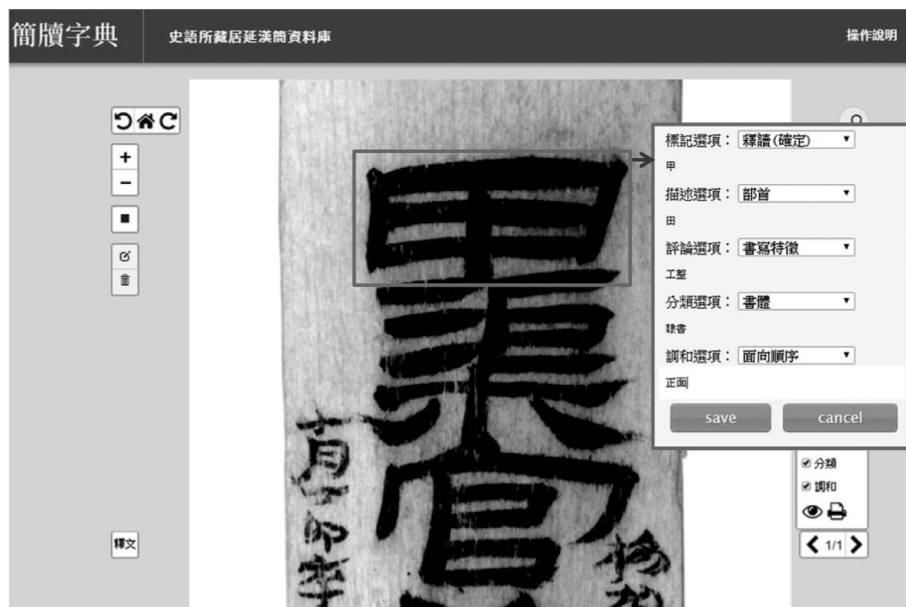 簡牘字典
史語所藏居延漢簡資料庫
操作說明
甲渠官
標記選項： 釋讀(確定)
甲
描述選項： 部首
田
評論選項： 書寫特徵
工整
分類選項： 書體
隸書
調和選項： 面向順序
正面
save cancel
分類
調和
1/1
釋文